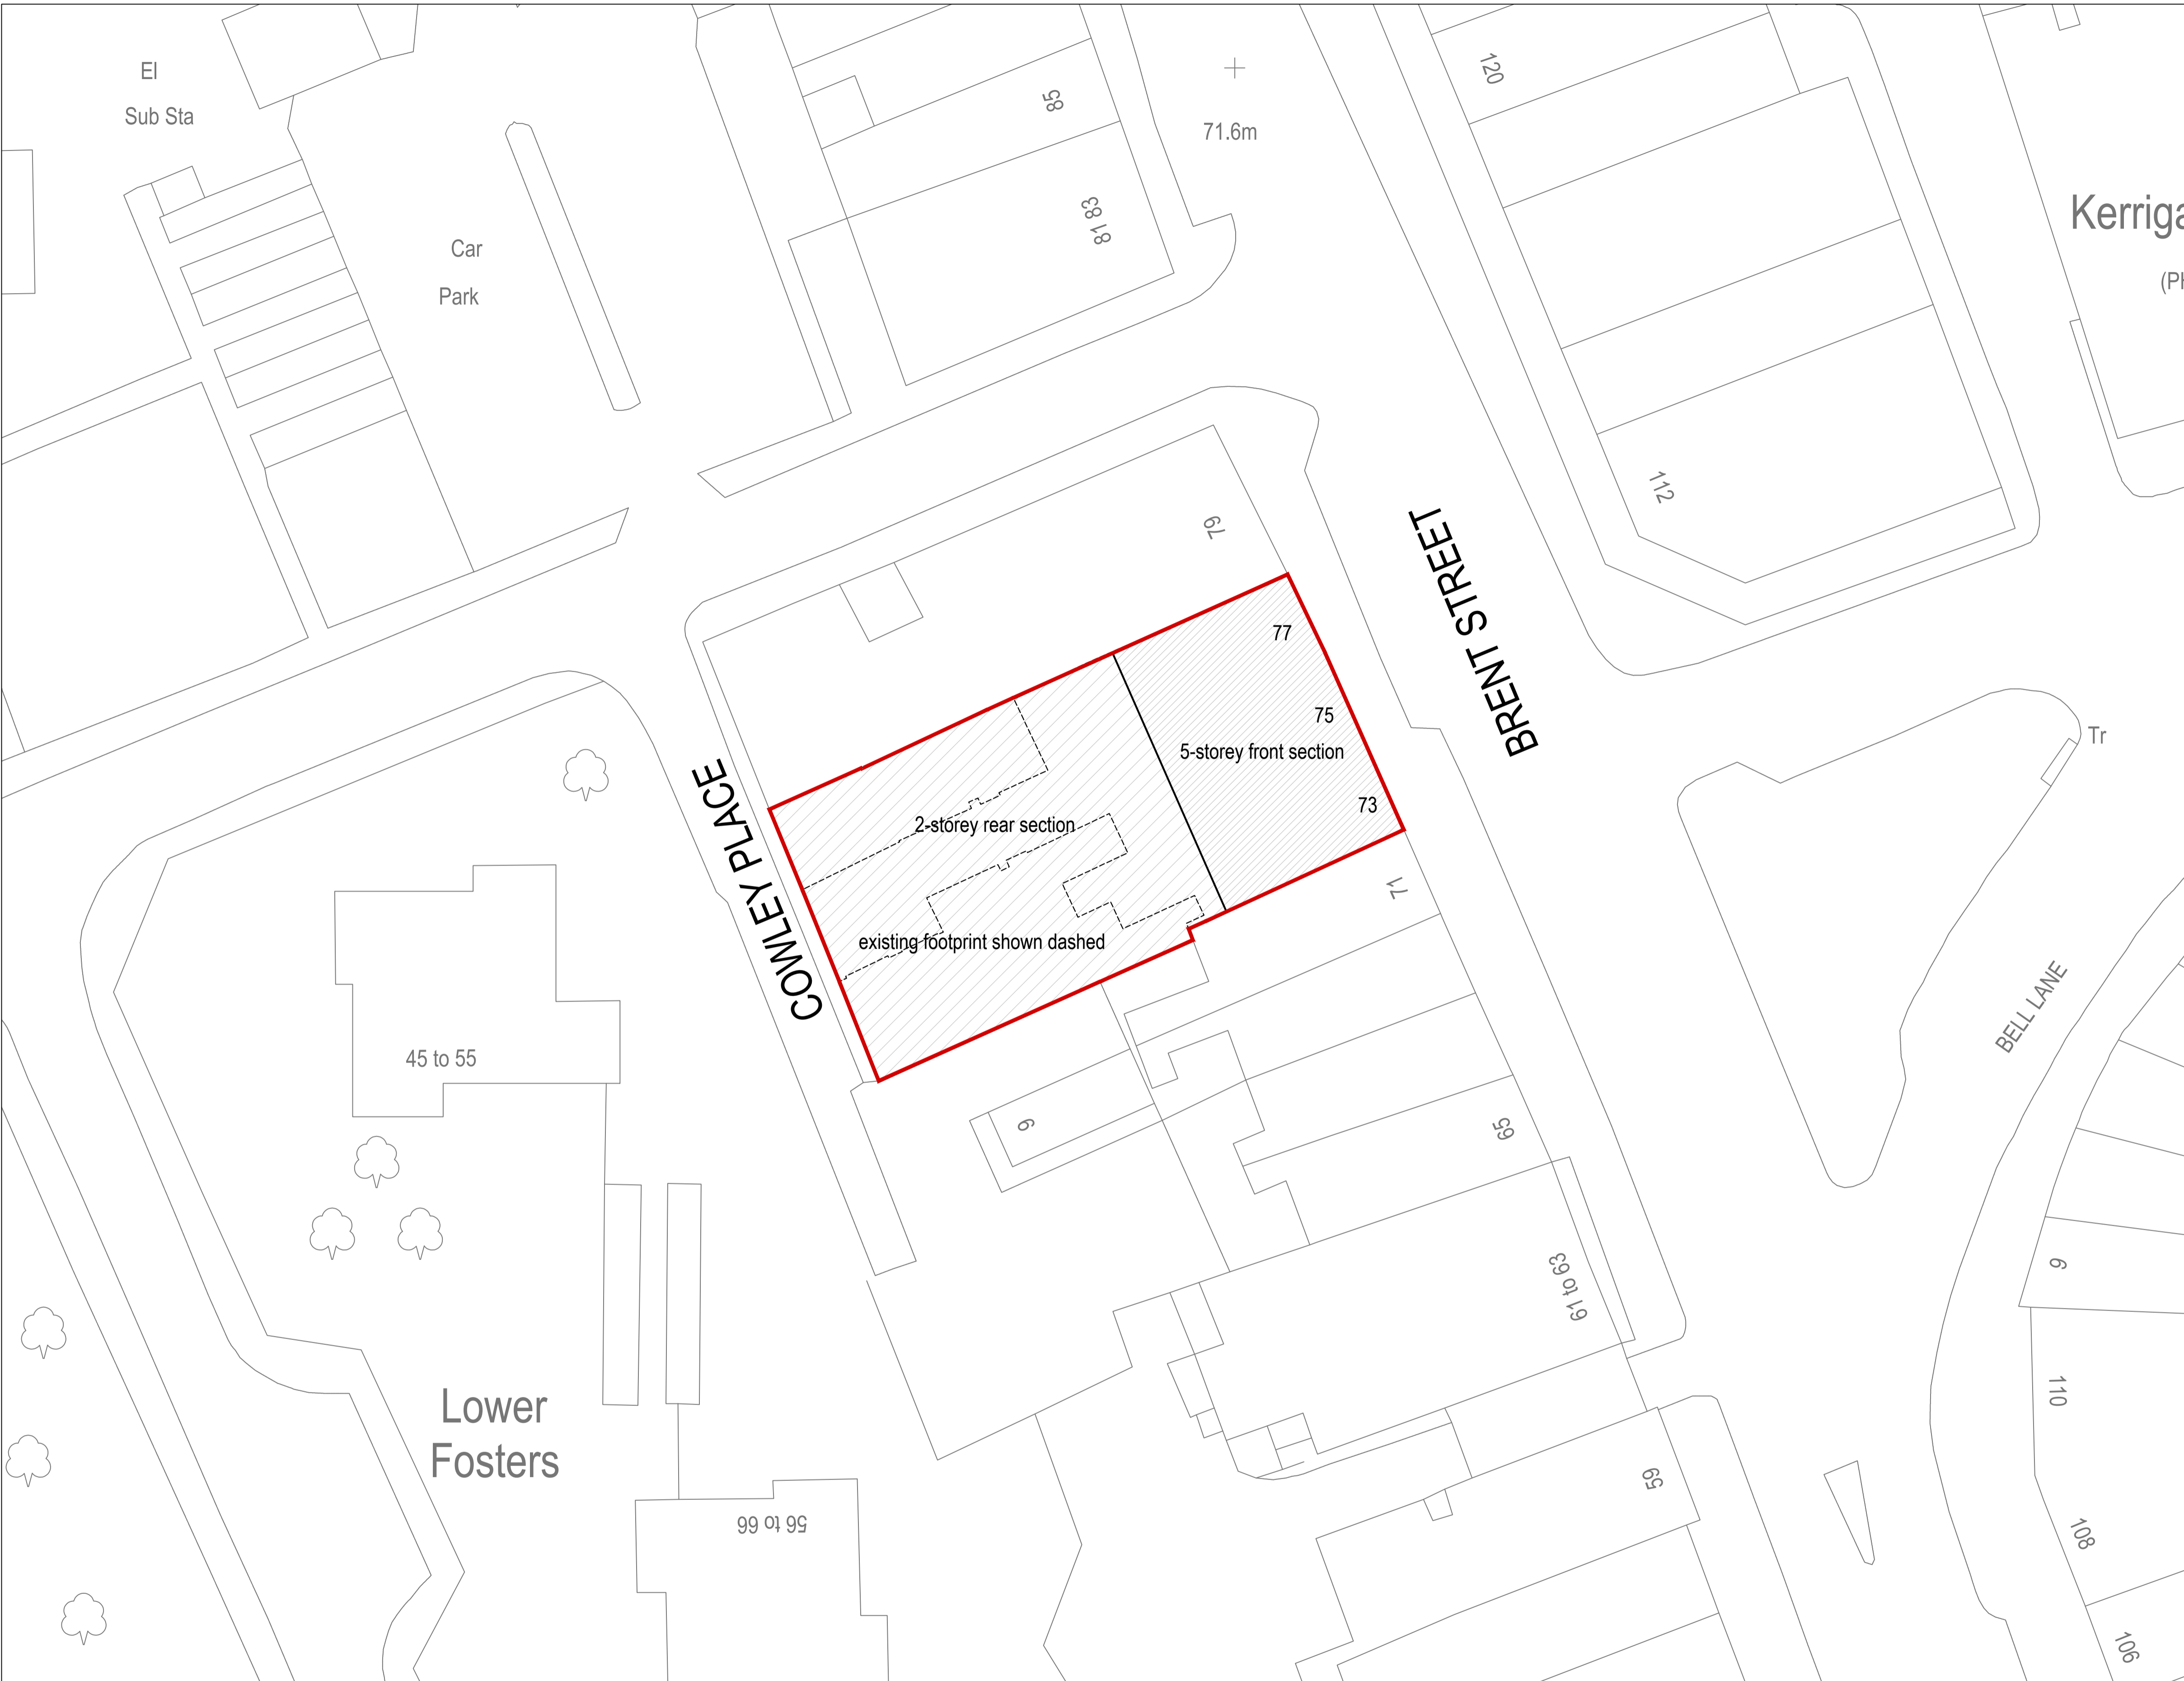 El
Sub Sta
Car
Park
85
81 83
71.6m
120
Kerriga
(PH
112
79
BRENT STREET
77
75
5-storey front section
73
2-storey rear section
existing footprint shown dashed
COWLEY PLACE
71
Tr
BELL LANE
45 to 55
9
65
61 to 63
Lower
Fosters
56 to 66
59
110
108
106